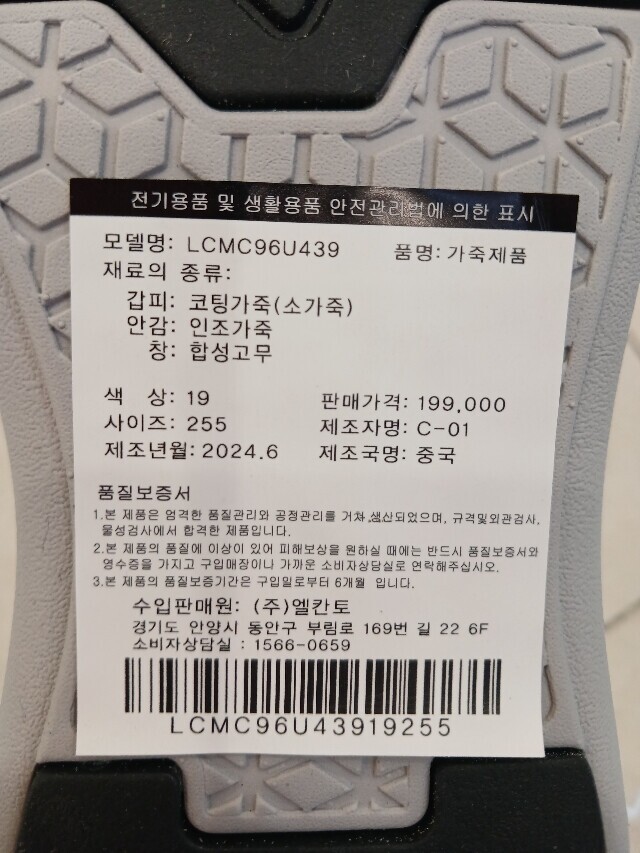 전기용품 및 생활용품 안전관리법에 의한 표시
모델명: LCMC96U439 품명: 가죽제품
재료의 종류:
갑피: 코팅가죽(소가죽)
안감: 인조가죽
창: 합성고무
색 상: 19 판매가격: 199,000
사이즈: 255 제조자명: C-01
제조년월: 2024.6 제조국명: 중국
품질보증서
1.본 제품은 엄격한 품질관리와 공정관리를 거쳐 생산되었으며, 규격및외관검사,
물성검사에서 합격한 제품입니다.
2.본 제품의 품질에 이상이 있어 피해보상을 원하실 때에는 반드시 품질보증서와
영수증을 가지고 구입매장이나 가까운 소비자상담실로 연락해주십시오.
3.본 제품의 품질보증기간은 구입일로부터 6개월 입니다.
수입판매원: (주)엘칸토
경기도 안양시 동안구 부림로 169번 길 22 6F
소비자상담실 : 1566-0659
LCMC96U43919255